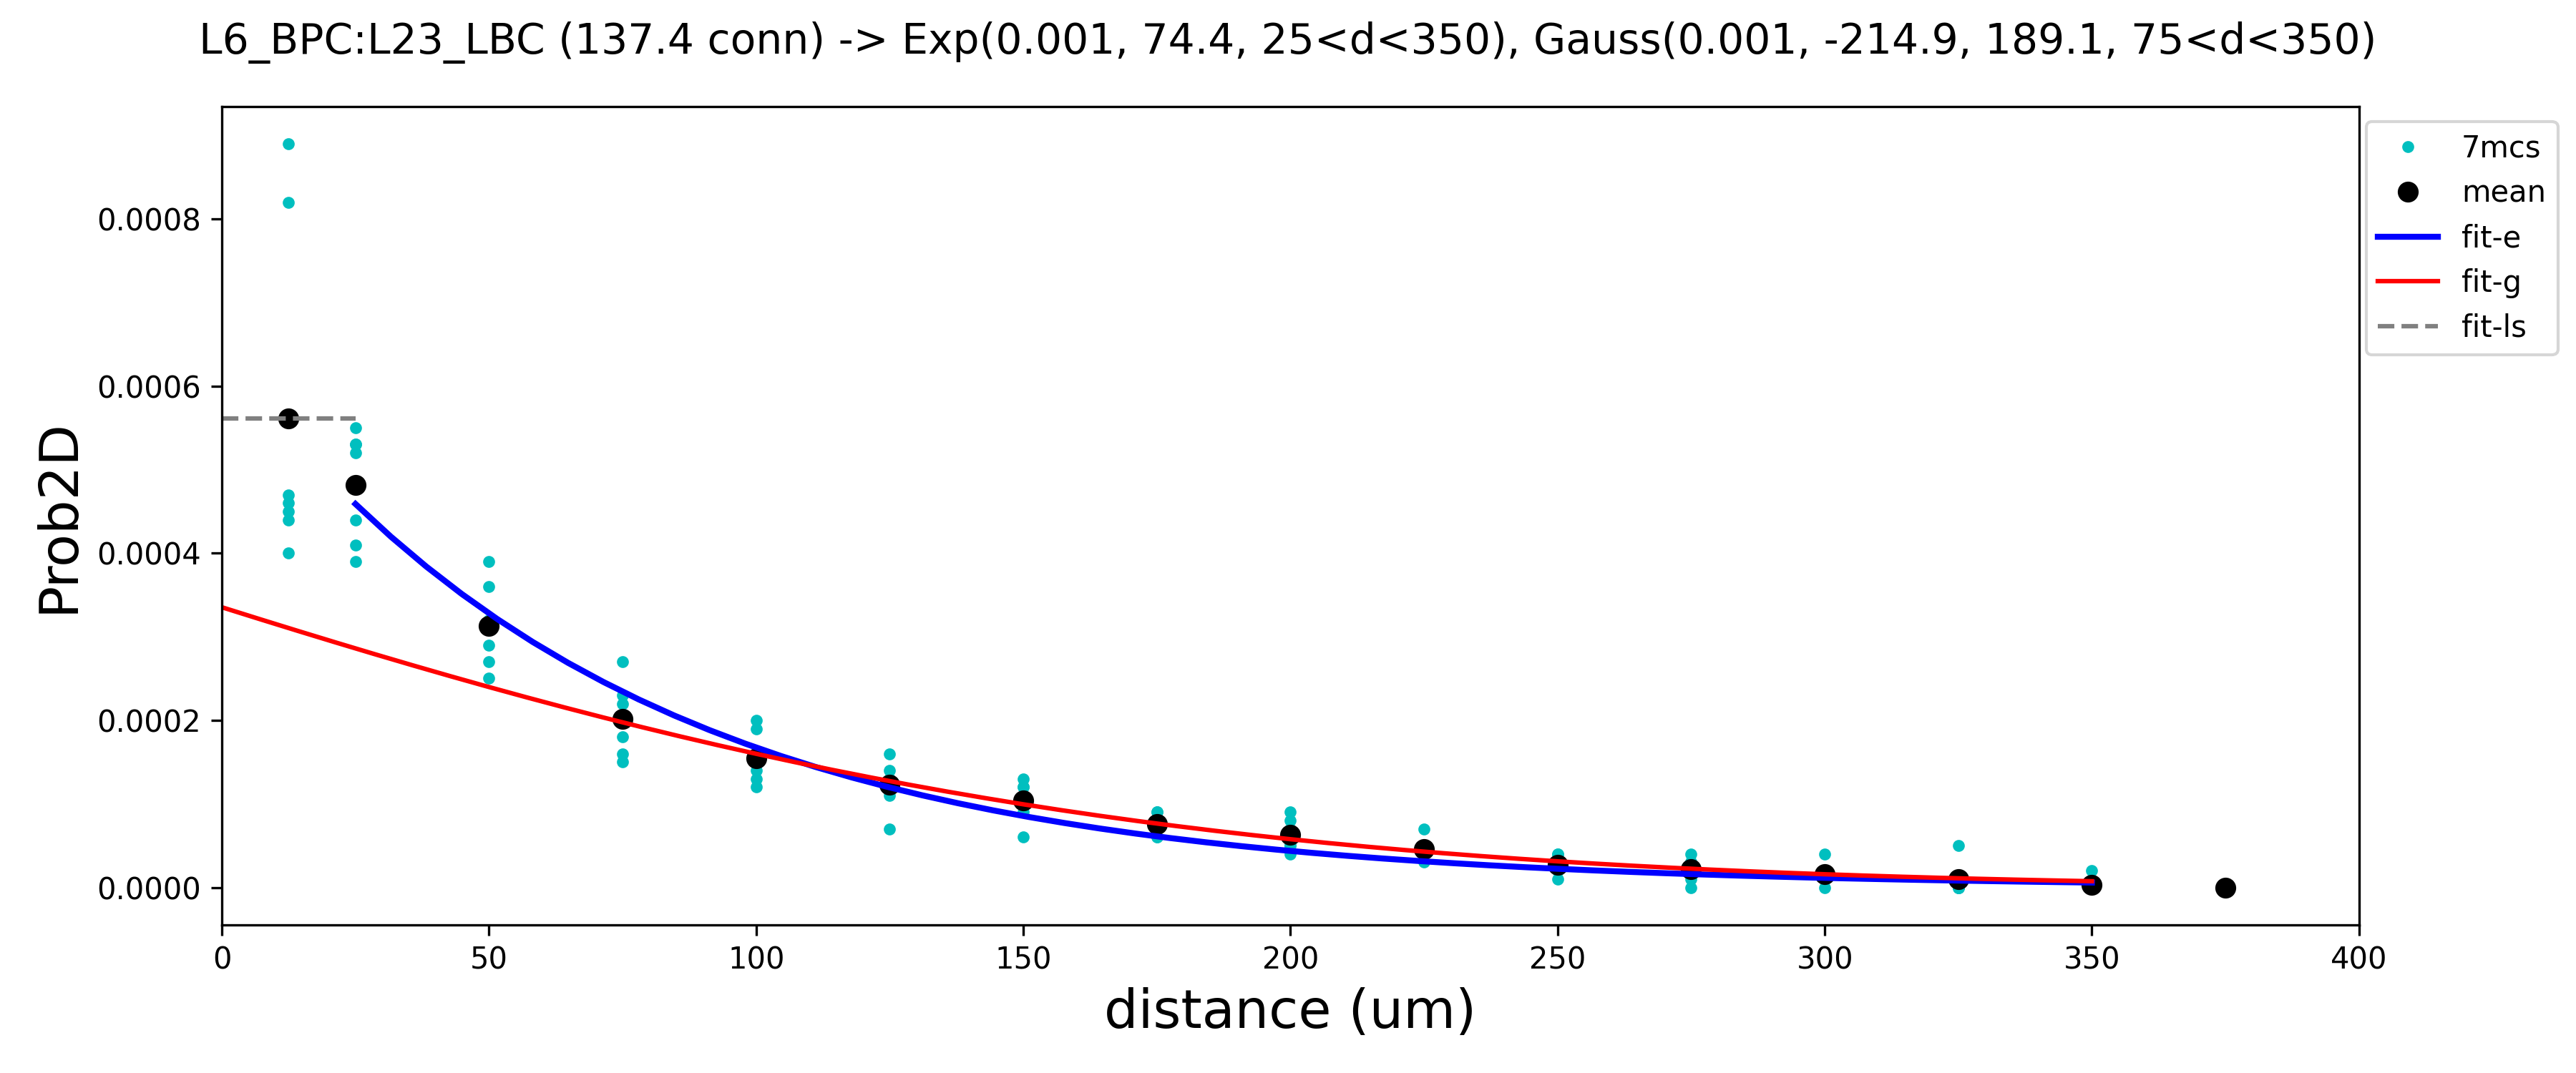 L6_BPC:L23_LBC (137.4 conn) -> Exp(0.001, 74.4, 25<d<350), Gauss(0.001, -214.9, 189.1, 75<d<350)
7mcs
mean
fit-e
fit-g
fit-ls
Prob2D
0.0008
0.0006
0.0004
0.0002
0.0000
0 50 100 150 200 250 300 350 400
distance (um)